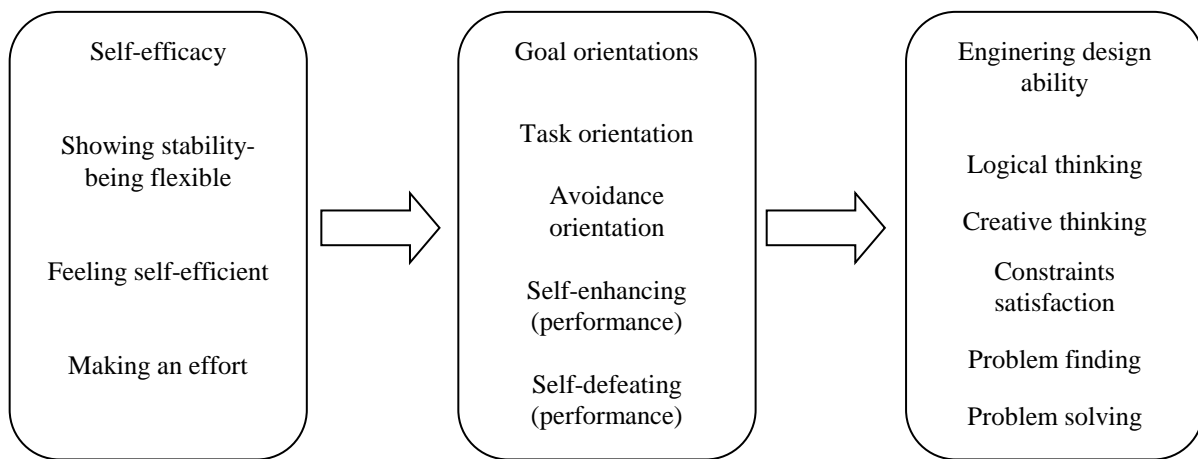 Self-efficacy
Showing stability-
being flexible
Feeling self-efficient
Making an effort
Goal orientations
Task orientation
Avoidance
orientation
Self-enhancing
(performance)
Self-defeating
(performance)
Enginering design
ability
Logical thinking
Creative thinking
Constraints
satisfaction
Problem finding
Problem solving